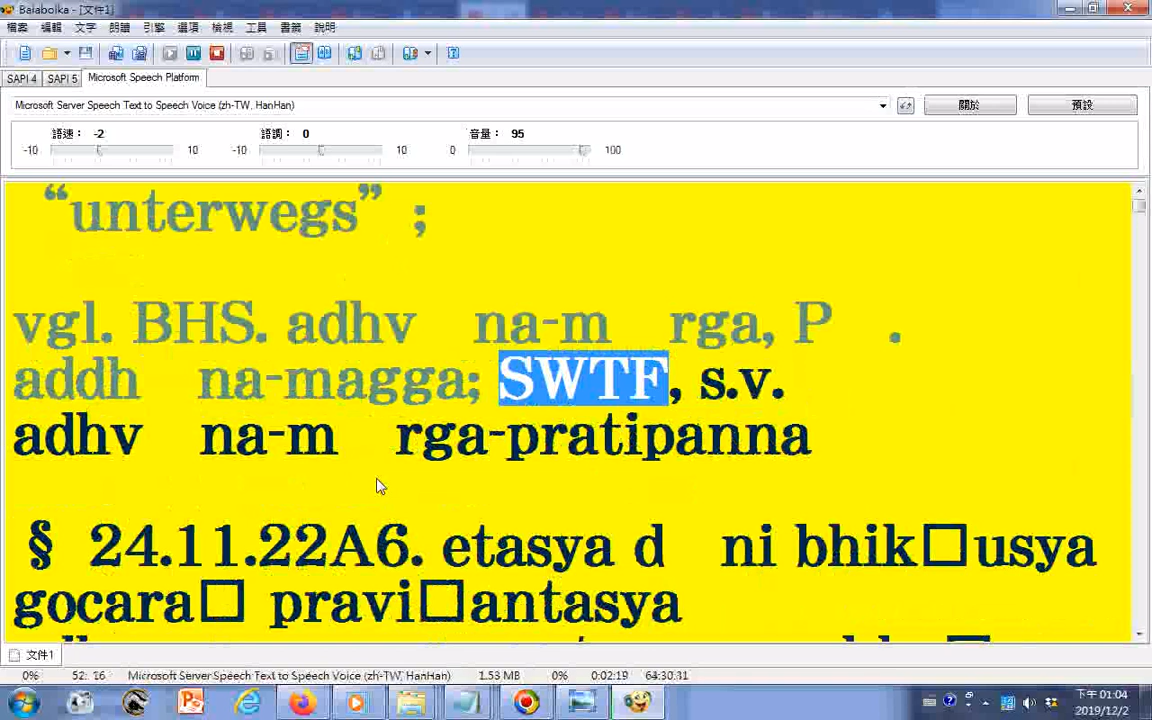 Balabolka - [文件1]
檔案 編輯 文字 朗讀 引擎 選項 檢視 工具 書籤 說明
SAPI 4 SAPI 5 Microsoft Speech Platform
Microsoft Server Speech Text to Speech Voice (zh-TW, HanHan) 關於 預設
語速： -2 語調： 0 音量： 95
-10 10 -10 10 0 100
“unterwegs” ;
vgl. BHS. adhv na-m rga, P .
addh na-magga; SWTF, s.v.
adhv na-m rga-pratipanna
§ 24.11.22A6. etasya d ni bhik□usya
gocara□ pravi□antasya
文件1
0% 52: 16 Microsoft Server Speech Text to Speech Voice (zh-TW, HanHan) 1.53 MB 0% 0:02:19 64:30:31
下午 01:04
2019/12/2